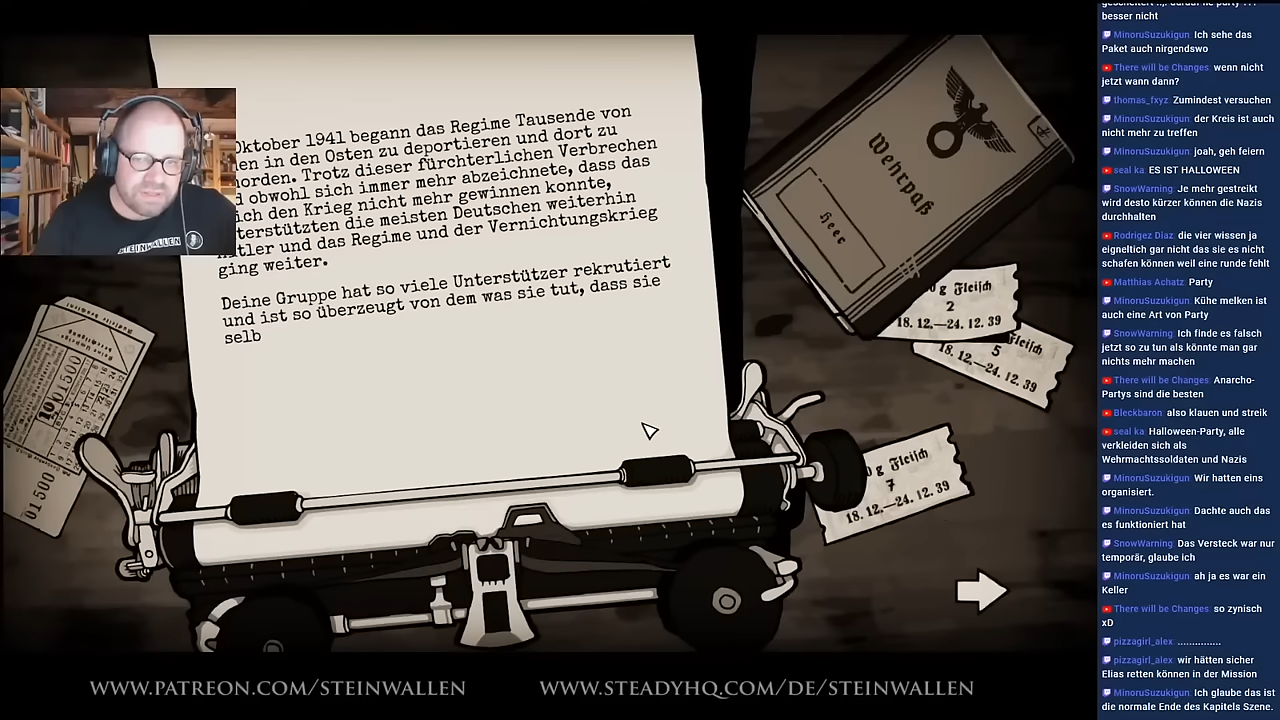 Oktober 1941 begann das Regime Tausende von
en in den Osten zu deportieren und dort zu
orden. Trotz dieser fürchterlichen Verbrechen
d obwohl sich immer mehr abzeichnete, dass das
ich den Krieg nicht mehr gewinnen konnte,
terstützten die meisten Deutschen weiterhin
itler und das Regime und der Vernichtungskrieg
ging weiter.
Deine Gruppe hat so viele Unterstützer rekrutiert
und ist so überzeugt von dem was sie tut, dass sie
selb
STEINWALLEN
Wehrpaß
Heer
0 g Fleisch
2
18. 12.—24. 12. 39
Fleisch
5
18. 12.—24. 12. 39
0 g Fleisch
7
18. 12.—24. 12. 39
01500
01 500
WWW.PATREON.COM/STEINWALLEN
WWW.STEADYHQ.COM/DE/STEINWALLEN
besser nicht
MinoruSuzukigun: Ich sehe das
Paket auch nirgendswo
There will be Changes: wenn nicht
jetzt wann dann?
thomas_fxyz: Zumindest versuchen
MinoruSuzukigun: der Kreis ist auch
nicht mehr zu treffen
MinoruSuzukigun: joah, geh feiern
seal ka: ES IST HALLOWEEN
SnowWarning: Je mehr gestreikt
wird desto kürzer können die Nazis
durchhalten
Rodrigez Diaz: die vier wissen ja
eigneltich gar nicht das sie es nicht
schafen können weil eine runde fehlt
Matthias Achatz: Party
MinoruSuzukigun: Kühe melken ist
auch eine Art von Party
SnowWarning: Ich finde es falsch
jetzt so zu tun als könnte man gar
nichts mehr machen
There will be Changes: Anarcho-
Partys sind die besten
Bleckbaron: also klauen und streik
seal ka: Halloween-Party, alle
verkleiden sich als
Wehrmachtssoldaten und Nazis
MinoruSuzukigun: Wir hatten eins
organisiert.
MinoruSuzukigun: Dachte auch das
es funktioniert hat
SnowWarning: Das Versteck war nur
temporär, glaube ich
MinoruSuzukigun: ah ja es war ein
Keller
There will be Changes: so zynisch
xD
pizzagirl_alex: ...............
pizzagirl_alex: wir hätten sicher
Elias retten können in der Mission
MinoruSuzukigun: Ich glaube das ist
die normale Ende des Kapitels Szene.